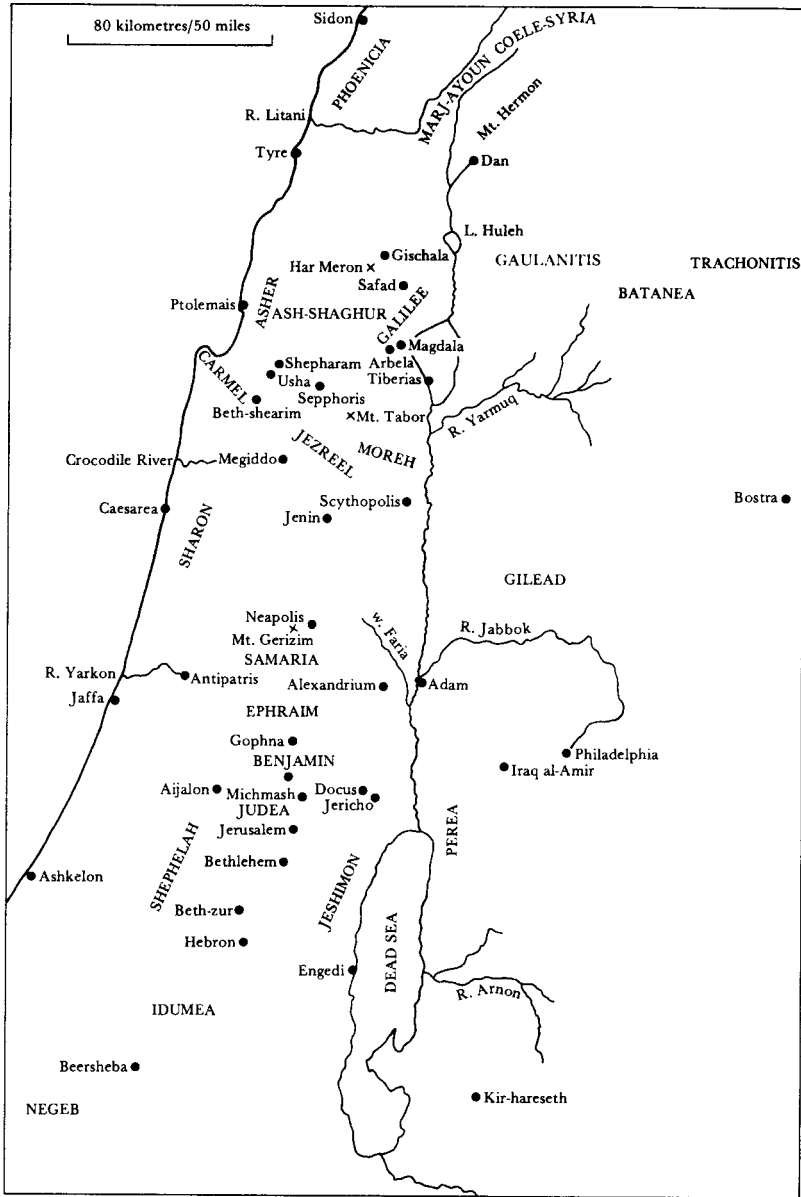 80 kilometres/50 miles
Sidon
PHOENICIA
MARJ-AYOUN COELE-SYRIA
R. Litani
Mt. Hermon
Tyre
Dan
L. Huleh
Gischala
Har Meron
GAULANITIS
TRACHONITIS
Safad
BATANEA
Ptolemais
ASHER
ASH-SHAGHUR
GALILEE
Magdala
Arbela
CARMEL
Shepharam
Usha
Tiberias
Sepphoris
Beth-shearim
Mt. Tabor
R. Yarmuq
JEZREEL
MOREH
Crocodile River
Megiddo
Caesarea
Scythopolis
Bostra
Jenin
SHARON
GILEAD
Neapolis
Mt. Gerizim
w. Faria
R. Jabbok
SAMARIA
R. Yarkon
Antipatris
Alexandrium
Adam
Jaffa
EPHRAIM
Gophna
Philadelphia
BENJAMIN
Iraq al-Amir
Aijalon
Michmash
Docus
Jericho
JUDEA
PEREA
Jerusalem
SHEPHELAH
Bethlehem
JESHIMON
Ashkelon
Beth-zur
Hebron
DEAD SEA
Engedi
R. Arnon
IDUMEA
Beersheba
Kir-hareseth
NEGEB